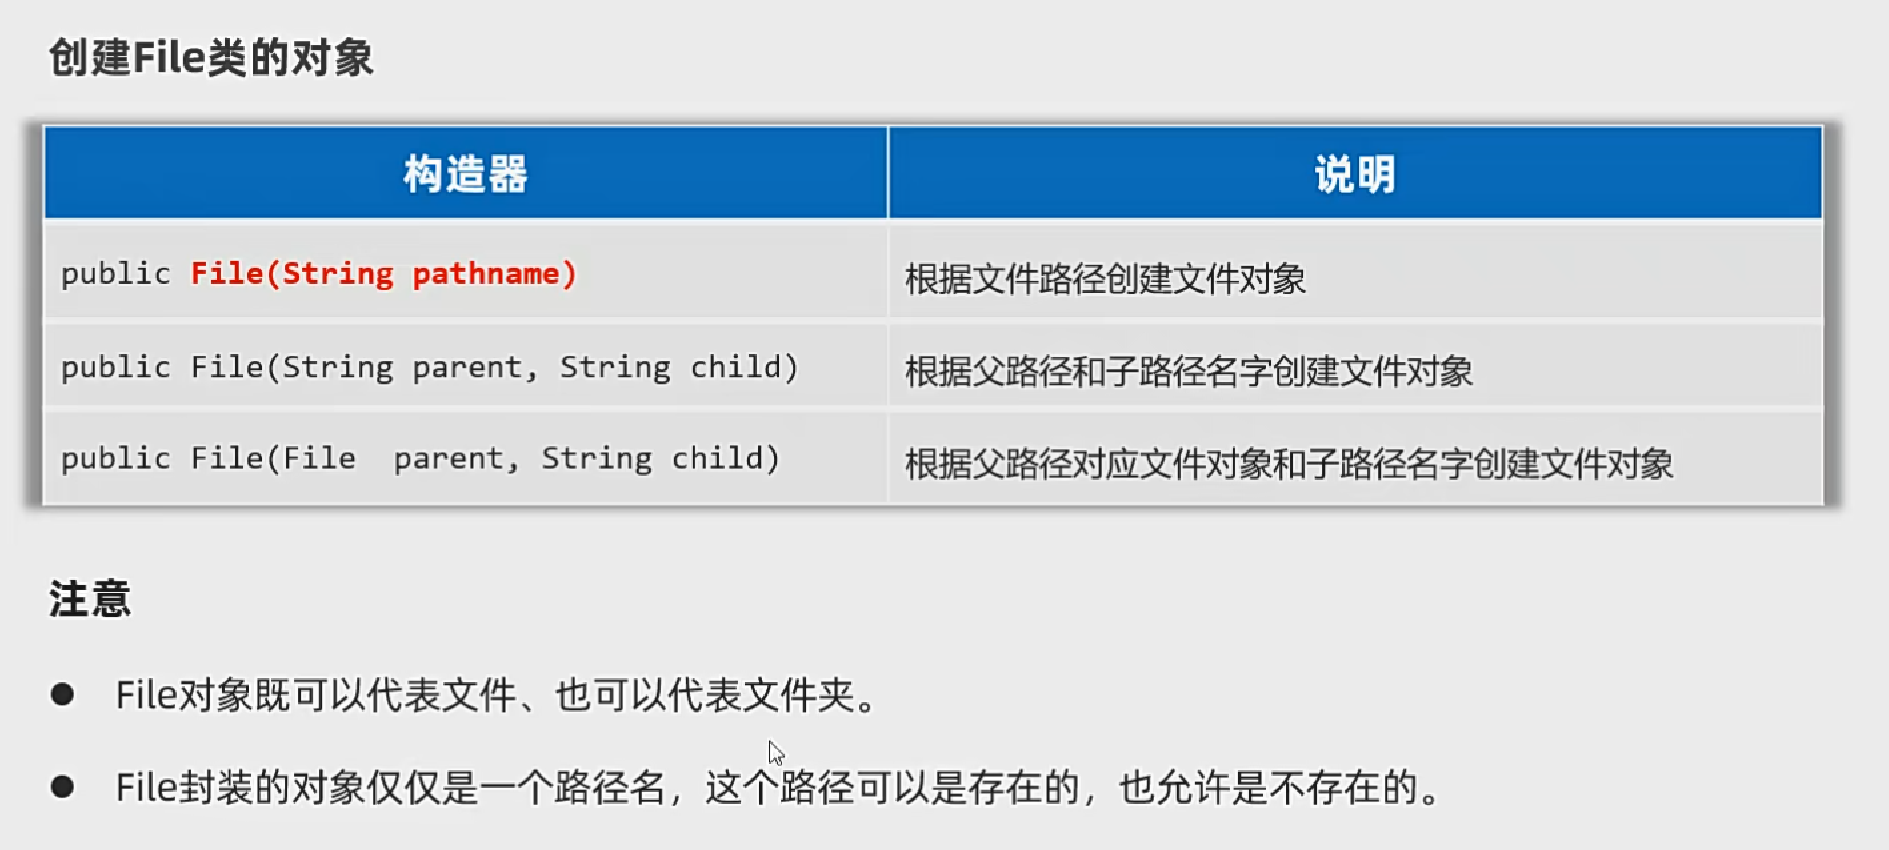 创建File类的对象
构造器 说明
public File(String pathname) 根据文件路径创建文件对象
public File(String parent, String child) 根据父路径和子路径名字创建文件对象
public File(File  parent, String child) 根据父路径对应文件对象和子路径名字创建文件对象
注意
● File对象既可以代表文件、也可以代表文件夹。
● File封装的对象仅仅是一个路径名，这个路径可以是存在的，也允许是不存在的。